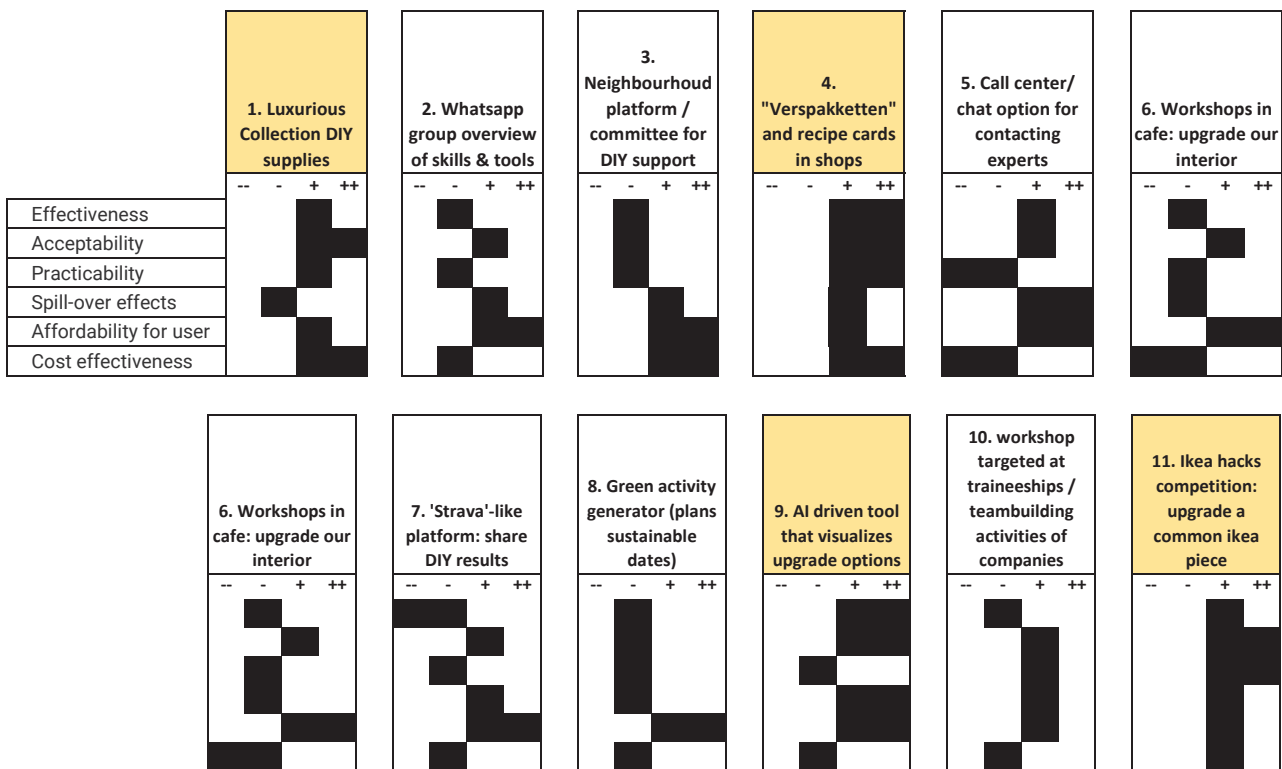 1. Luxurious
Collection DIY
supplies
2. Whatsapp
group overview
of skills & tools
3.
Neighbourhoud
platform /
committee for
DIY support
4.
"Verspakketten"
and recipe cards
in shops
5. Call center/
chat option for
contacting
experts
6. Workshops in
cafe: upgrade our
interior
-- - + ++
-- - + ++
-- - + ++
-- - + ++
-- - + ++
-- - + ++
Effectiveness
Acceptability
Practicability
Spill-over effects
Affordability for user
Cost effectiveness
6. Workshops in
cafe: upgrade our
interior
7. 'Strava'-like
platform: share
DIY results
8. Green activity
generator (plans
sustainable
dates)
9. AI driven tool
that visualizes
upgrade options
10. workshop
targeted at
traineeships /
teambuilding
activities of
companies
11. Ikea hacks
competition:
upgrade a
common ikea
piece
-- - + ++
-- - + ++
-- - + ++
-- - + ++
-- - + ++
-- - + ++